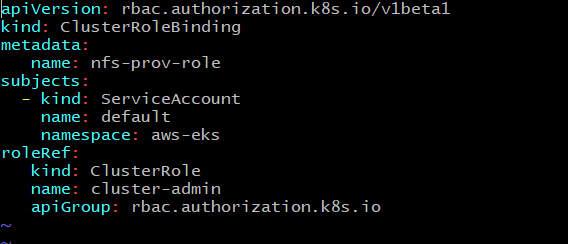 apiVersion: rbac.authorization.k8s.io/v1beta1
kind: ClusterRoleBinding
metadata:
   name: nfs-prov-role
subjects:
  - kind: ServiceAccount
    name: default
    namespace: aws-eks
roleRef:
   kind: ClusterRole
   name: cluster-admin
   apiGroup: rbac.authorization.k8s.io
~
~